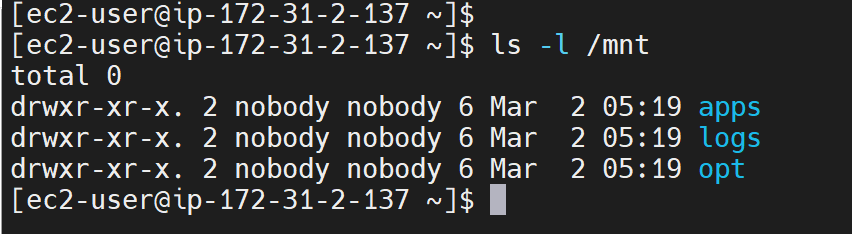 [ec2-user@ip-172-31-2-137 ~]$
[ec2-user@ip-172-31-2-137 ~]$ ls -l /mnt
total 0
drwxr-xr-x. 2 nobody nobody 6 Mar  2 05:19 apps
drwxr-xr-x. 2 nobody nobody 6 Mar  2 05:19 logs
drwxr-xr-x. 2 nobody nobody 6 Mar  2 05:19 opt
[ec2-user@ip-172-31-2-137 ~]$